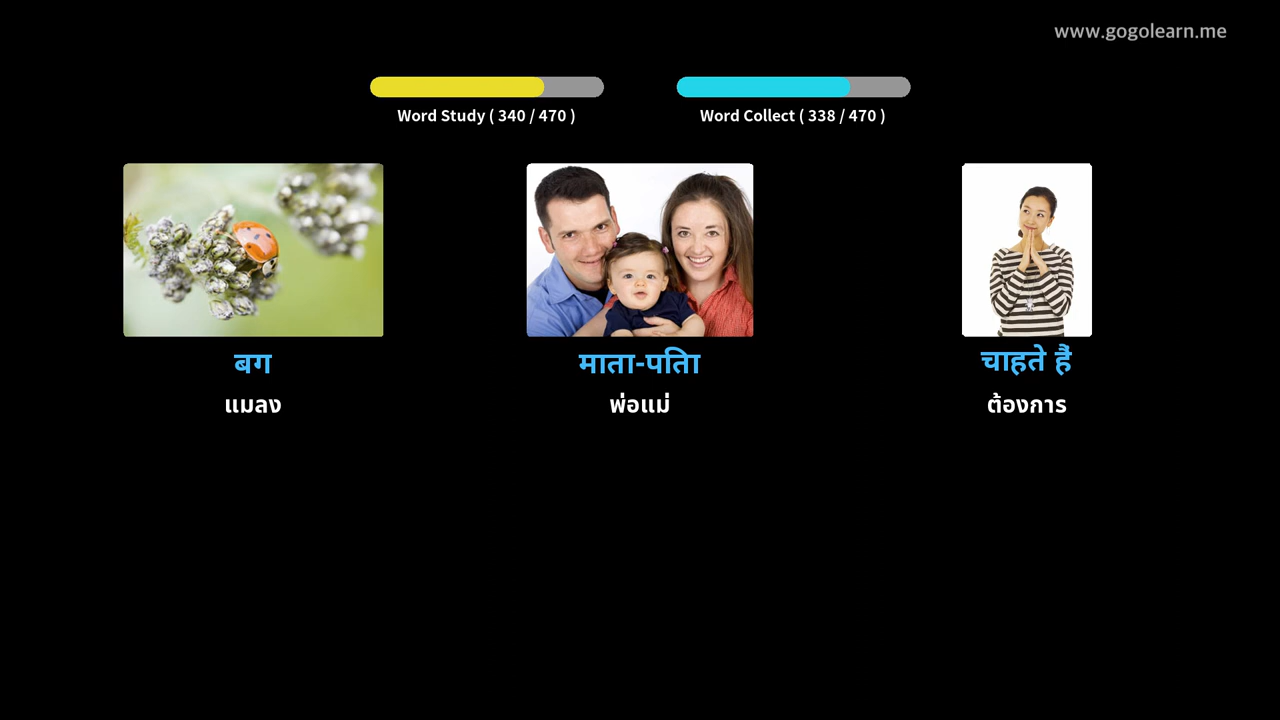 www.gogolearn.me
Word Study ( 340 / 470 )
Word Collect ( 338 / 470 )
बग
माता-पिता
चाहते हैं
แมลง
พ่อแม่
ต้องการ